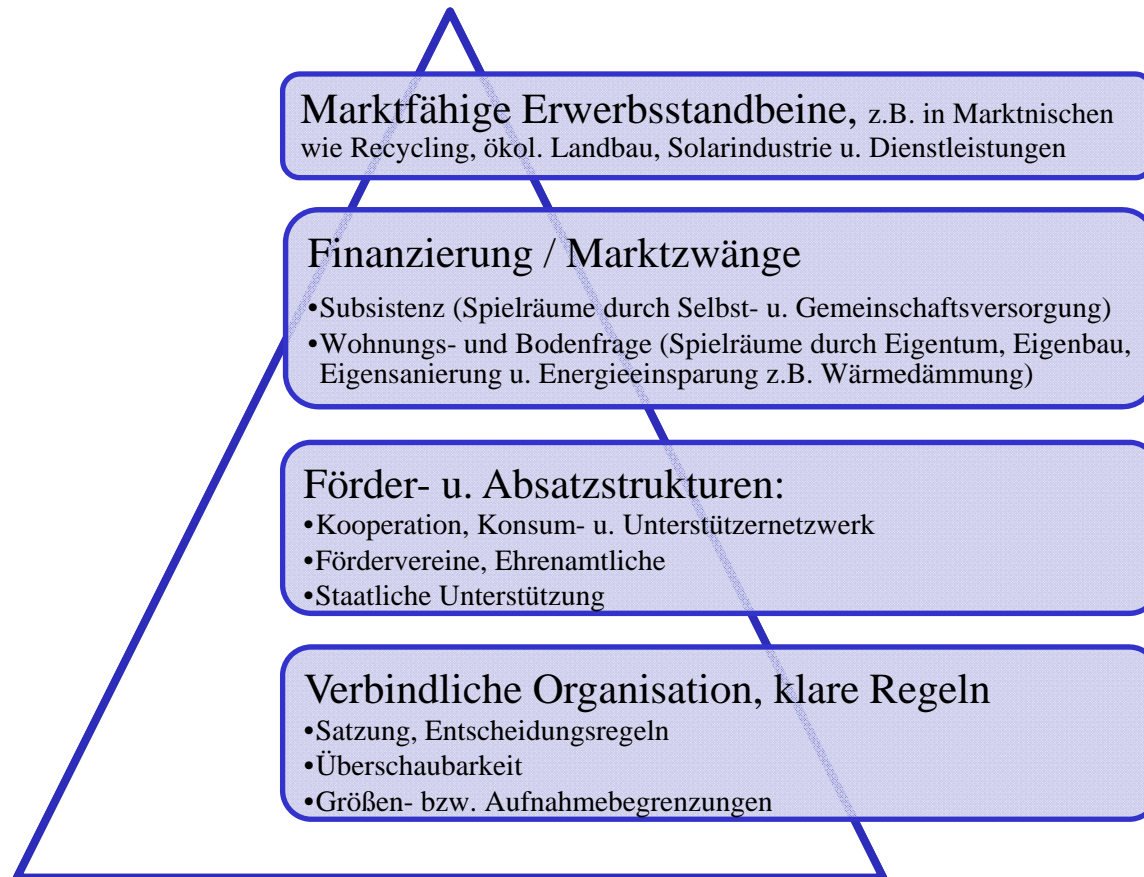 Marktfähige Erwerbsstandbeine, z.B. in Marktnischen
wie Recycling, ökol. Landbau, Solarindustrie u. Dienstleistungen
Finanzierung / Marktzwänge
•Subsistenz (Spielräume durch Selbst- u. Gemeinschaftsversorgung)
•Wohnungs- und Bodenfrage (Spielräume durch Eigentum, Eigenbau,
Eigensanierung u. Energieeinsparung z.B. Wärmedämmung)
Förder- u. Absatzstrukturen:
•Kooperation, Konsum- u. Unterstützernetzwerk
•Fördervereine, Ehrenamtliche
•Staatliche Unterstützung
Verbindliche Organisation, klare Regeln
•Satzung, Entscheidungsregeln
•Überschaubarkeit
•Größen- bzw. Aufnahmebegrenzungen